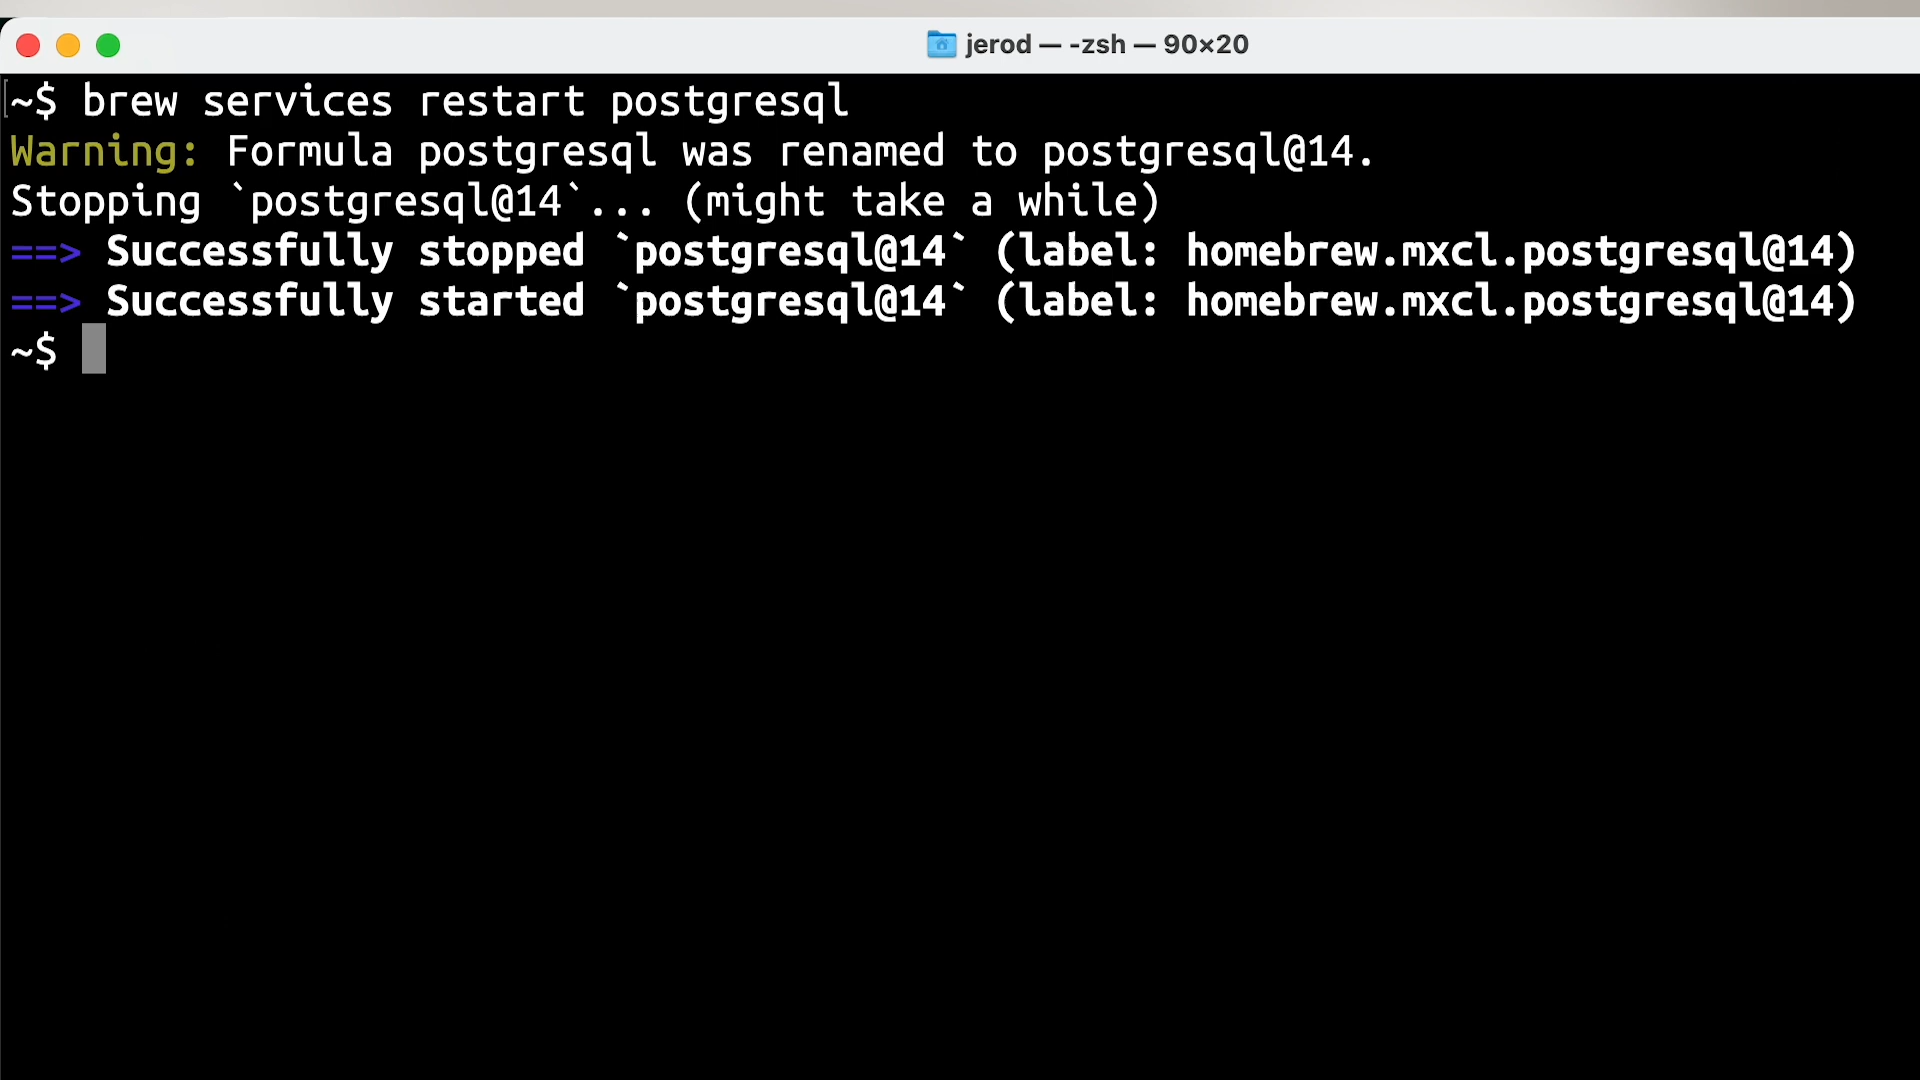 jerod — -zsh — 90×20
~$ brew services restart postgresql
Warning: Formula postgresql was renamed to postgresql@14.
Stopping `postgresql@14`... (might take a while)
==> Successfully stopped `postgresql@14` (label: homebrew.mxcl.postgresql@14)
==> Successfully started `postgresql@14` (label: homebrew.mxcl.postgresql@14)
~$